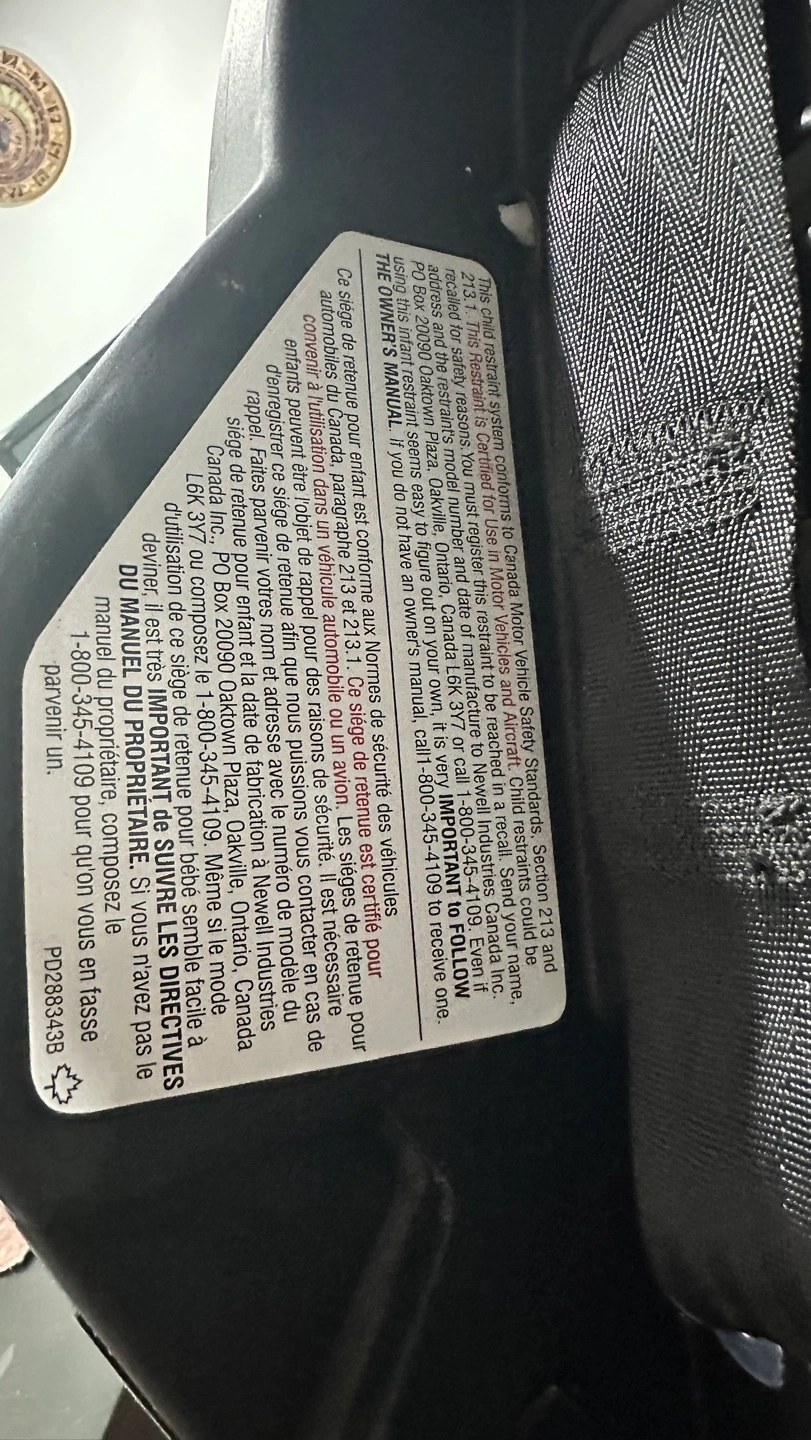 This child restraint system conforms to Canada Motor Vehicle Safety Standards, Section 213 and
213.1. This Restraint is Certified for Use in Motor Vehicles and Aircraft. Child restraints could be
recalled for safety reasons.You must register this restraint to be reached in a recall. Send your name,
address and the restraint's model number and date of manufacture to Newell Industries Canada Inc.
PO Box 20090 Oaktown Plaza, Oakville, Ontario, Canada L6K 3Y7 or call 1-800-345-4109. Even if
using this infant restraint seems easy to figure out on your own, it is very IMPORTANT to FOLLOW
THE OWNER'S MANUAL. If you do not have an owner's manual, call1-800-345-4109 to receive one.
Ce siége de retenue pour enfant est conforme aux Normes de sécurité des véhicules
automobiles du Canada, paragraphe 213 et 213.1. Ce siége de retenue est certifié pour
convenir à l'utilisation dans un véhicule automobile ou un avion. Les siéges de retenue pour
enfants peuvent être l'objet de rappel pour des raisons de sécurité. Il est nécessaire
d'enregistrer ce siége de retenue afin que nous puissions vous contacter en cas de
rappel. Faites parvenir votres nom et adresse avec le numéro de modèle du
siége de retenue pour enfant et la date de fabrication à Newell Industries
Canada Inc., PO Box 20090 Oaktown Plaza, Oakville, Ontario, Canada
L6K 3Y7 ou composez le 1-800-345-4109. Même si le mode
d'utilisation de ce siége de retenue pour bébé semble facile à
deviner, il est très IMPORTANT de SUIVRE LES DIRECTIVES
DU MANUEL DU PROPRIÉTAIRE. Si vous n'avez pas le
manuel du propriétaire, composez le
1-800-345-4109 pour qu'on vous en fasse
parvenir un.
PD288343B